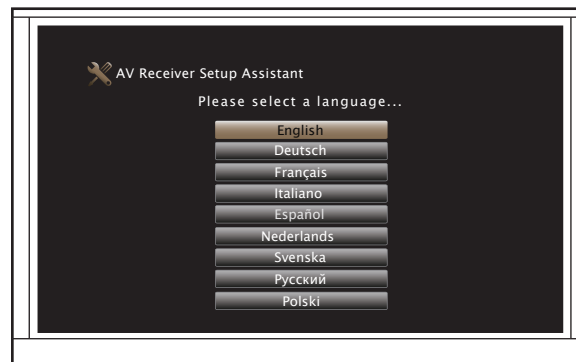 AV Receiver Setup Assistant
Please select a language...
English
Deutsch
Français
Italiano
Español
Nederlands
Svenska
Русский
Polski